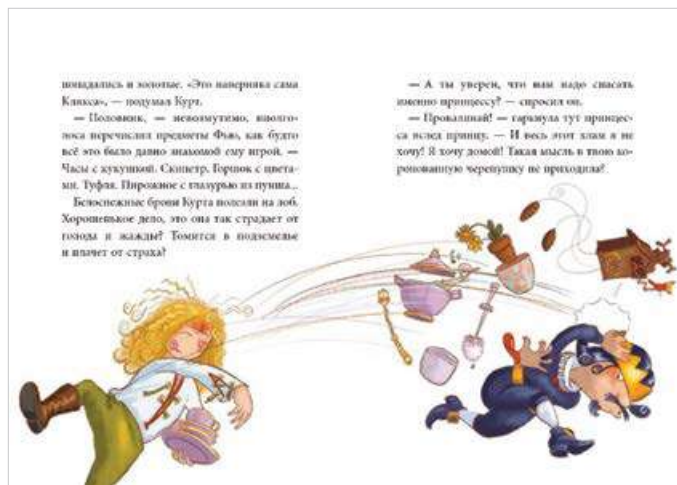 попадались и золотые. «Это наверняка сама
Кликса», — подумал Курт.
— Половник, — невозмутимо, вполго-
лоса перечислил предметы Фью, как будто
всё это было давно знакомой ему игрой. —
Часы с кукушкой. Скипетр. Горшок с цвета-
ми. Туфля. Пирожное с глазурью из пунша...
Белоснежные брови Курта полезли на лоб.
Хорошенькое дело, это она так страдает от
голода и жажды? Томится в подземелье
и плачет от страха?
— А ты уверен, что нам надо спасать
именно принцессу? — спросил он.
— Проваливай! — гаркнула тут принцес-
са вслед принцу. — И весь этот хлам я не
хочу! Я хочу домой! Такая мысль в твою ко-
ронованную черепушку не приходила?